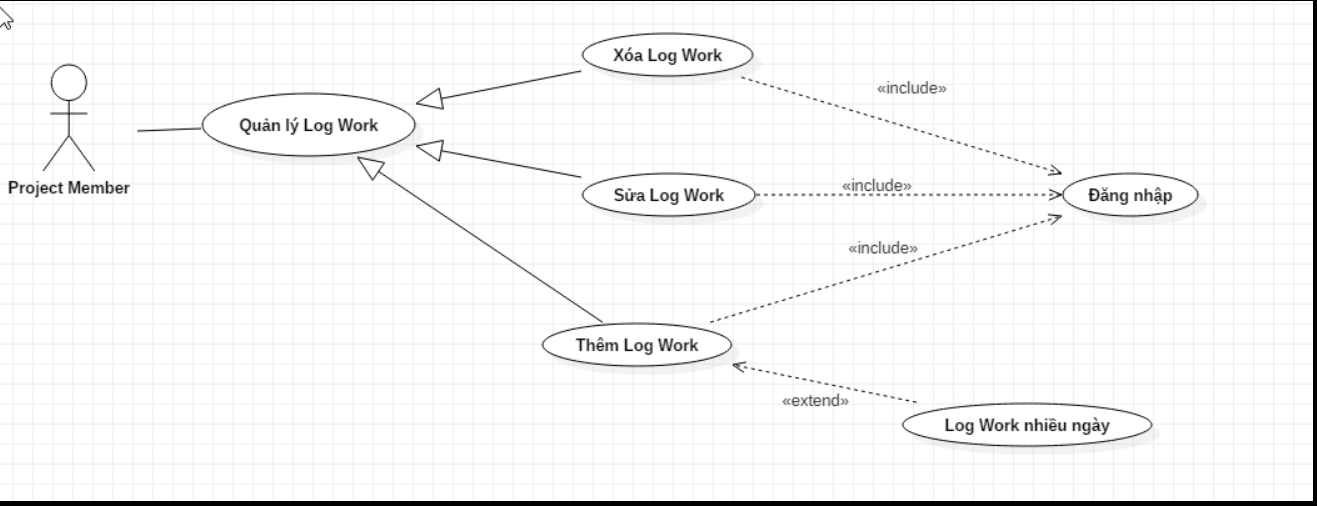 Xóa Log Work
«include»
Quản lý Log Work
Project Member
«include»
Sửa Log Work
Đăng nhập
«include»
Thêm Log Work
«extend»
Log Work nhiều ngày